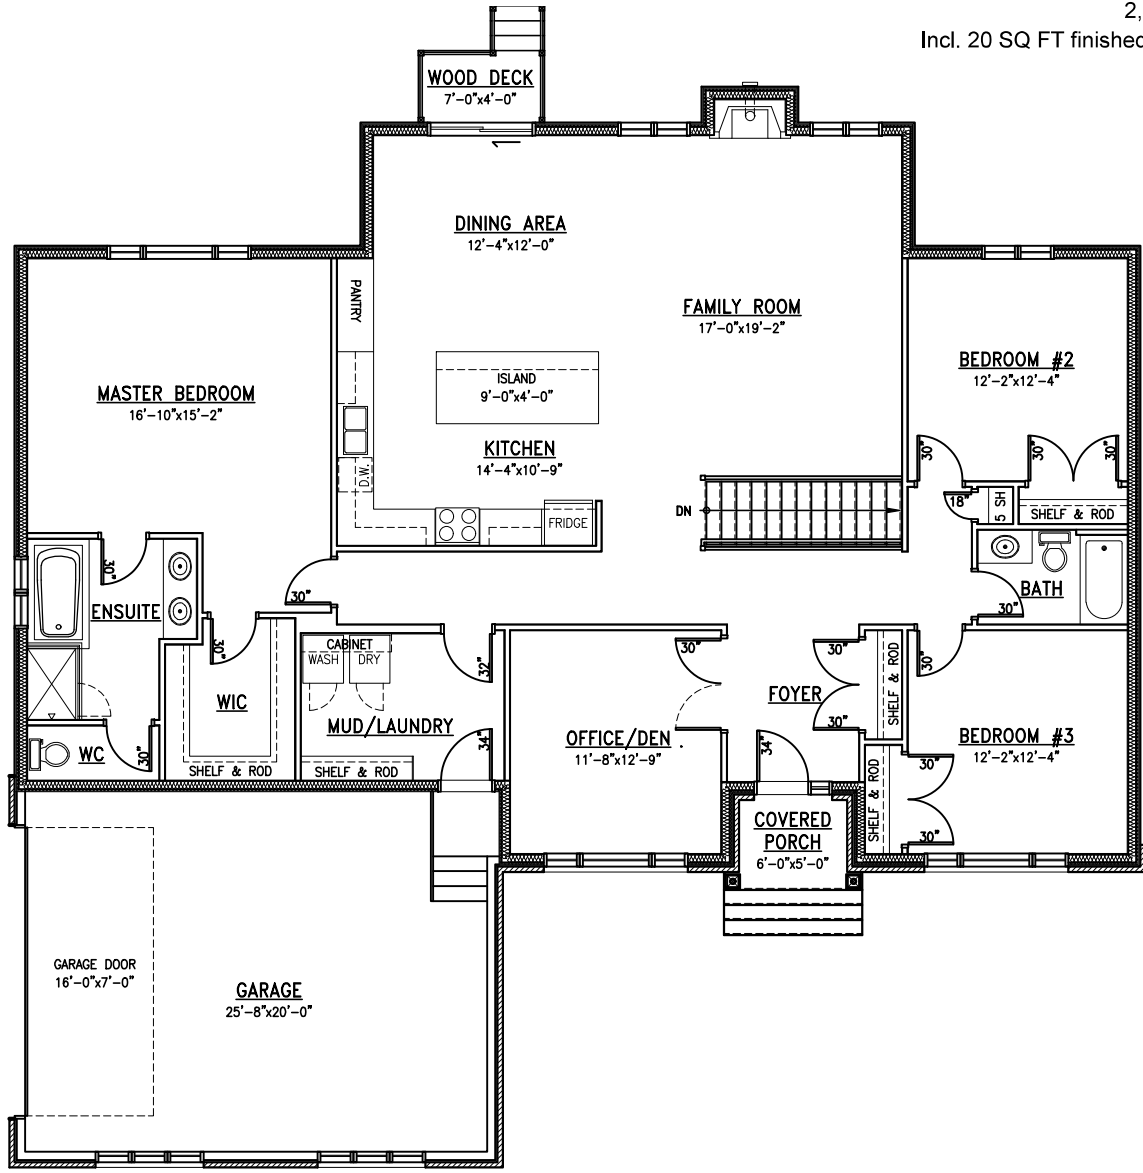 2,
Incl. 20 SQ FT finished
WOOD DECK
7'-0"x4'-0"
DINING AREA
12'-4"x12'-0"
PANTRY
FAMILY ROOM
17'-0"x19'-2"
BEDROOM #2
12'-2"x12'-4"
MASTER BEDROOM
16'-10"x15'-2"
ISLAND
9'-0"x4'-0"
KITCHEN
14'-4"x10'-9"
D.W.
30"
30"
30"
18"
5 SH
SHELF & ROD
DN
FRIDGE
30"
ENSUITE
30"
BATH
30"
30"
CABINET
WASH
DRY
32"
30"
30"
30"
SHELF & ROD
WIC
FOYER
MUD/LAUNDRY
OFFICE/DEN
11'-8"x12'-9"
30"
34"
34"
BEDROOM #3
12'-2"x12'-4"
WC
30"
SHELF & ROD
SHELF & ROD
30"
SHELF & ROD
30"
COVERED
PORCH
6'-0"x5'-0"
GARAGE DOOR
16'-0"x7'-0"
GARAGE
25'-8"x20'-0"